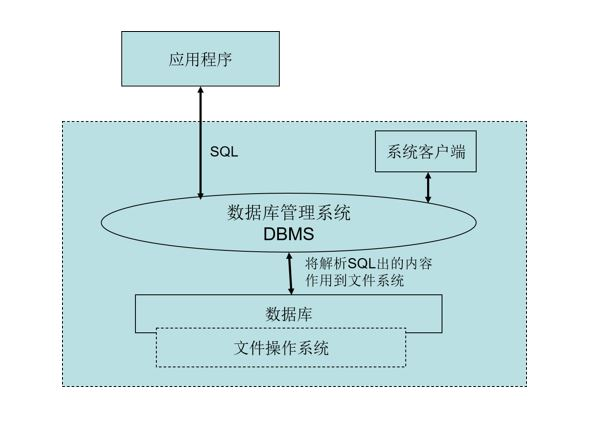 应用程序
SQL
系统客户端
数据库管理系统
DBMS
将解析SQL出的内容
作用到文件系统
数据库
文件操作系统